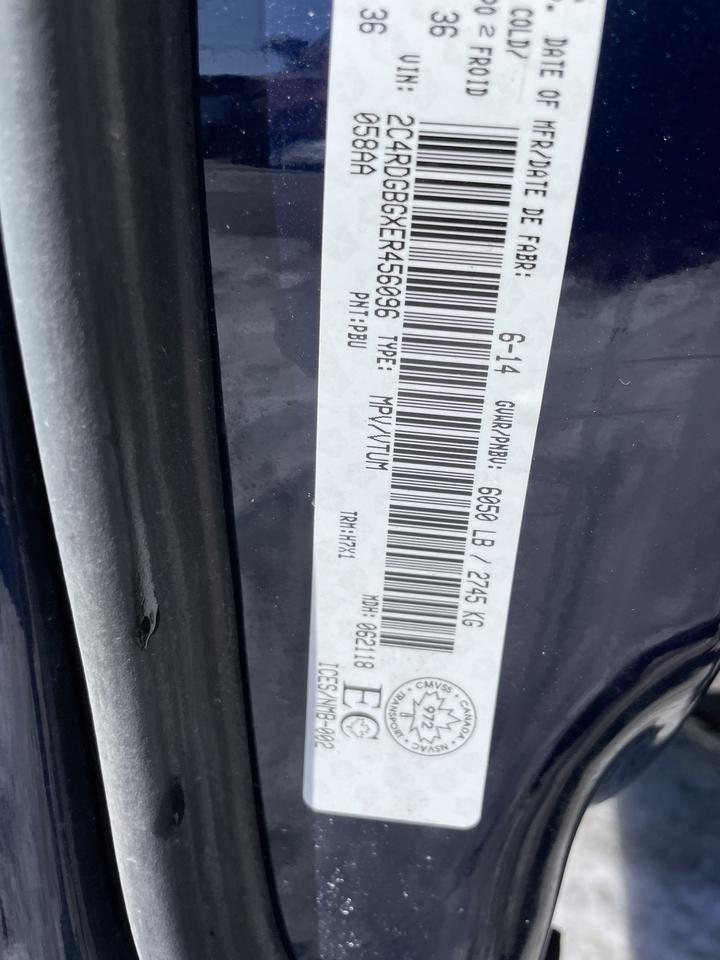 DATE OF MFR/DATE DE FABR: 6-14 GVWR/PNBV: 6050 LB / 2745 KG
COLD/
FROID
36
36
VIN: 2C4RDGBGXER456096 TYPE: MPV/VTUM
058AA PNT:PBU TRM:H7X1 MDH: 062118
EC
ICES/NMB-002
CMVSS • CANADA • NSVAC • TRANSPORT •
972